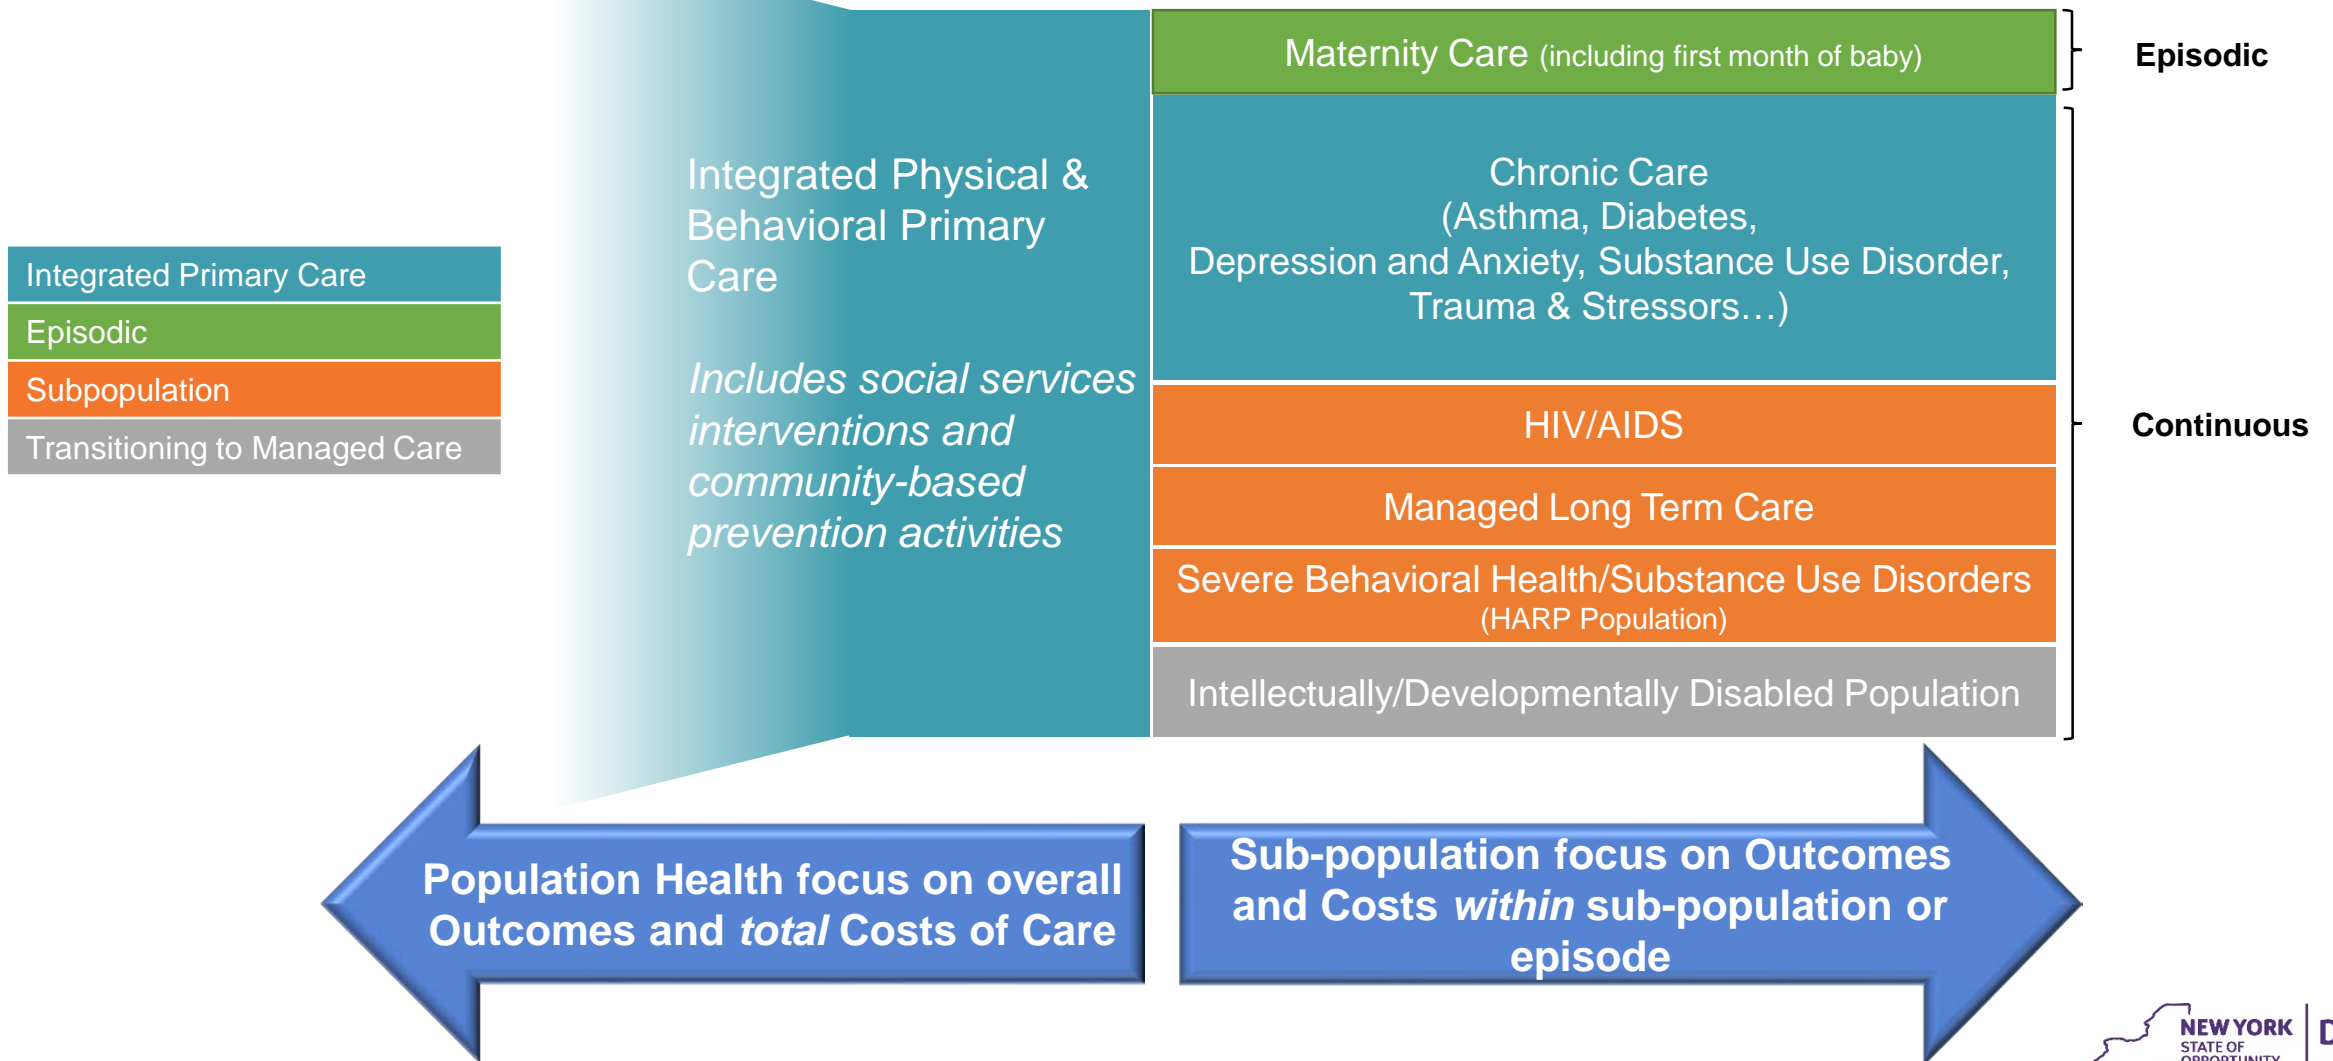 Integrated Primary Care
Episodic
Subpopulation
Transitioning to Managed Care
Integrated Physical &
Behavioral Primary
Care
Includes social services
interventions and
community-based
prevention activities
Maternity Care (including first month of baby)
Chronic Care
(Asthma, Diabetes,
Depression and Anxiety, Substance Use Disorder,
Trauma & Stressors…)
HIV/AIDS
Managed Long Term Care
Severe Behavioral Health/Substance Use Disorders
(HARP Population)
Intellectually/Developmentally Disabled Population
Episodic
Continuous
Population Health focus on overall
Outcomes and total Costs of Care
Sub-population focus on Outcomes
and Costs within sub-population or
episode
NEW YORK
STATE OF
OPPORTUNITY